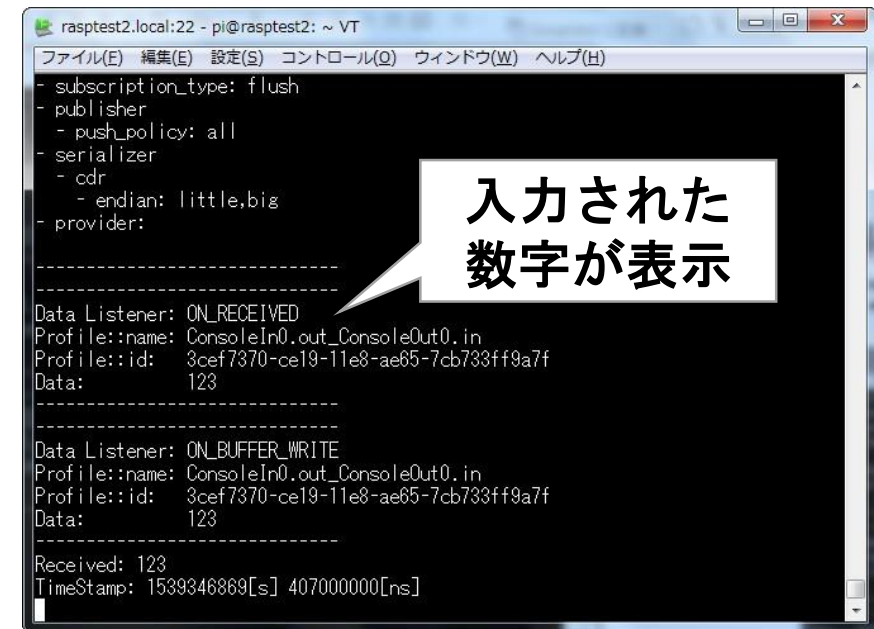 rasptest2.local:22 - pi@rasptest2: ~ VT
ファイル(F) 編集(E) 設定(S) コントロール(O) ウィンドウ(W) ヘルプ(H)
- subscription_type: flush
- publisher
- push_policy: all
- serializer
- cdr
- endian: little,big
- provider:
入力された
数字が表示
------------------------------
------------------------------
Data Listener: ON_RECEIVED
Profile::name: ConsoleIn0.out_ConsoleOut0.in
Profile::id: 3cef7370-ce19-11e8-ae65-7cb733ff9a7f
Data: 123
------------------------------
------------------------------
Data Listener: ON_BUFFER_WRITE
Profile::name: ConsoleIn0.out_ConsoleOut0.in
Profile::id: 3cef7370-ce19-11e8-ae65-7cb733ff9a7f
Data: 123
------------------------------
Received: 123
TimeStamp: 1539346869[s] 407000000[ns]